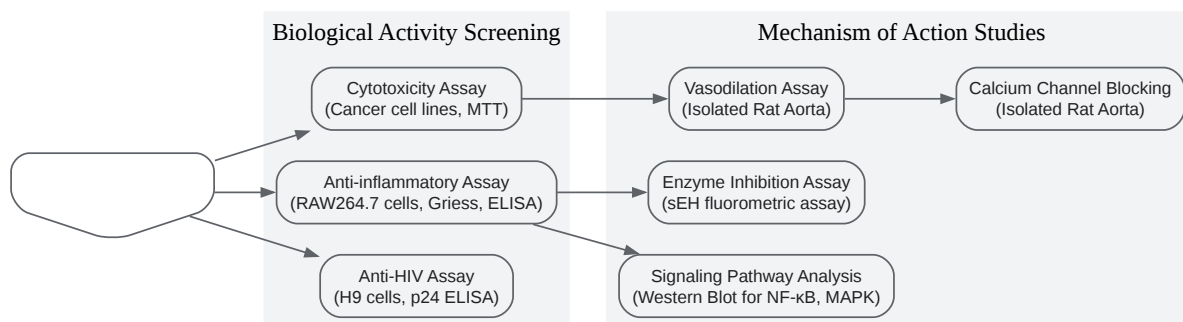 Biological Activity Screening
Mechanism of Action Studies
Cytotoxicity Assay
(Cancer cell lines, MTT)
Vasodilation Assay
(Isolated Rat Aorta)
Calcium Channel Blocking
(Isolated Rat Aorta)
Anti-inflammatory Assay
(RAW264.7 cells, Griess, ELISA)
Enzyme Inhibition Assay
(sEH fluorometric assay)
Anti-HIV Assay
(H9 cells, p24 ELISA)
Signaling Pathway Analysis
(Western Blot for NF-κB, MAPK)